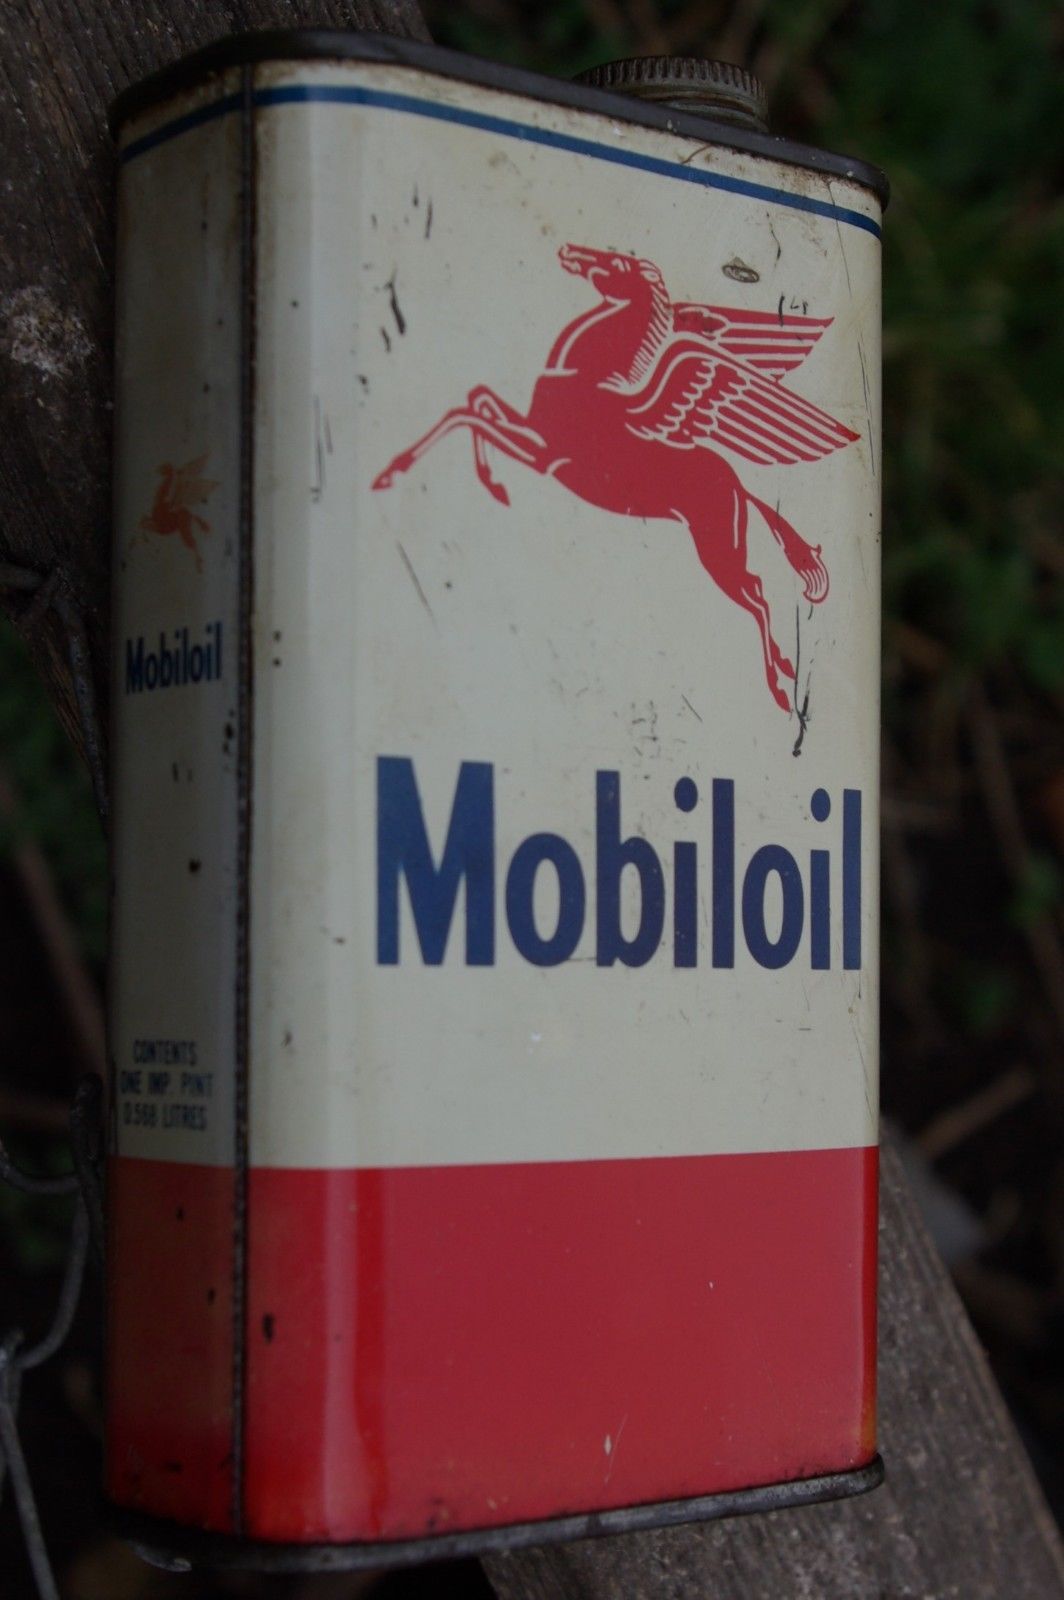 Mobiloil
CONTENTS
ONE IMP. PINT
0.568 LITRES
Mobiloil